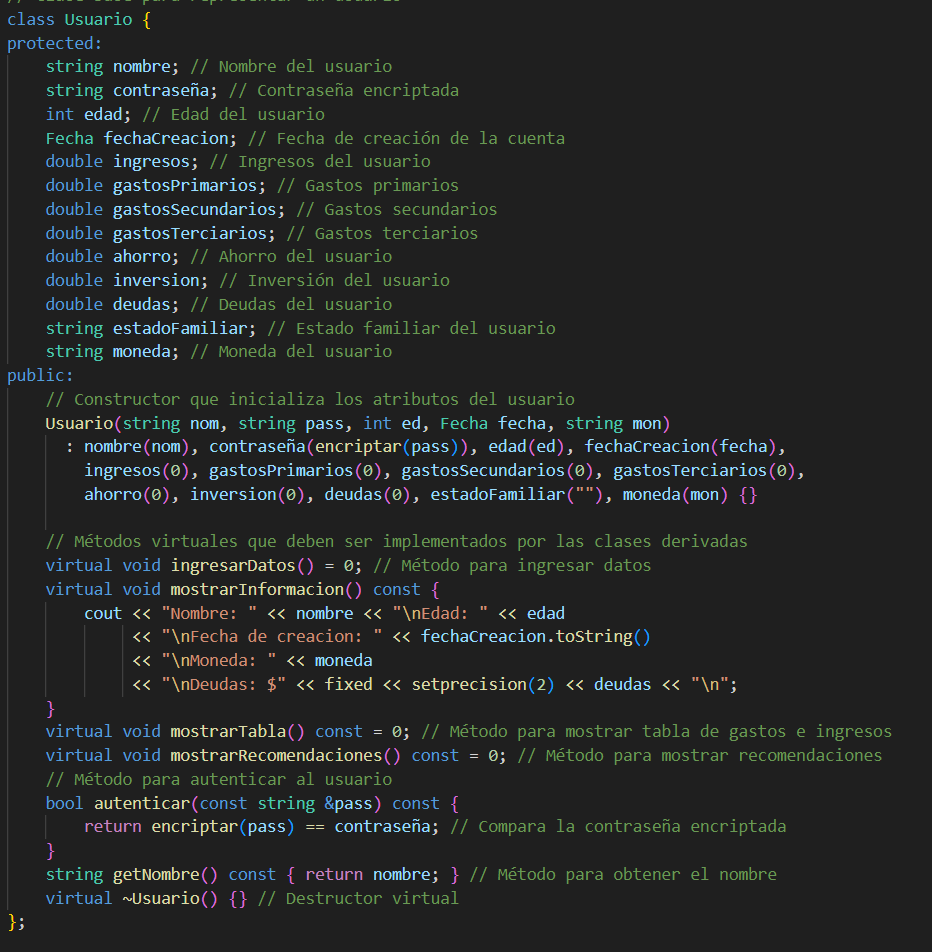 class Usuario {
protected:
    string nombre; // Nombre del usuario
    string contraseña; // Contraseña encriptada
    int edad; // Edad del usuario
    Fecha fechaCreacion; // Fecha de creación de la cuenta
    double ingresos; // Ingresos del usuario
    double gastosPrimarios; // Gastos primarios
    double gastosSecundarios; // Gastos secundarios
    double gastosTerciarios; // Gastos terciarios
    double ahorro; // Ahorro del usuario
    double inversion; // Inversión del usuario
    double deudas; // Deudas del usuario
    string estadoFamiliar; // Estado familiar del usuario
    string moneda; // Moneda del usuario
public:
    // Constructor que inicializa los atributos del usuario
    Usuario(string nom, string pass, int ed, Fecha fecha, string mon)
      : nombre(nom), contraseña(encriptar(pass)), edad(ed), fechaCreacion(fecha),
        ingresos(0), gastosPrimarios(0), gastosSecundarios(0), gastosTerciarios(0),
        ahorro(0), inversion(0), deudas(0), estadoFamiliar(""), moneda(mon) {}

    // Métodos virtuales que deben ser implementados por las clases derivadas
    virtual void ingresarDatos() = 0; // Método para ingresar datos
    virtual void mostrarInformacion() const {
        cout << "Nombre: " << nombre << "\nEdad: " << edad
             << "\nFecha de creacion: " << fechaCreacion.toString()
             << "\nMoneda: " << moneda
             << "\nDeudas: $" << fixed << setprecision(2) << deudas << "\n";
    }
    virtual void mostrarTabla() const = 0; // Método para mostrar tabla de gastos e ingresos
    virtual void mostrarRecomendaciones() const = 0; // Método para mostrar recomendaciones
    // Método para autenticar al usuario
    bool autenticar(const string &pass) const {
        return encriptar(pass) == contraseña; // Compara la contraseña encriptada
    }
    string getNombre() const { return nombre; } // Método para obtener el nombre
    virtual ~Usuario() {} // Destructor virtual
};